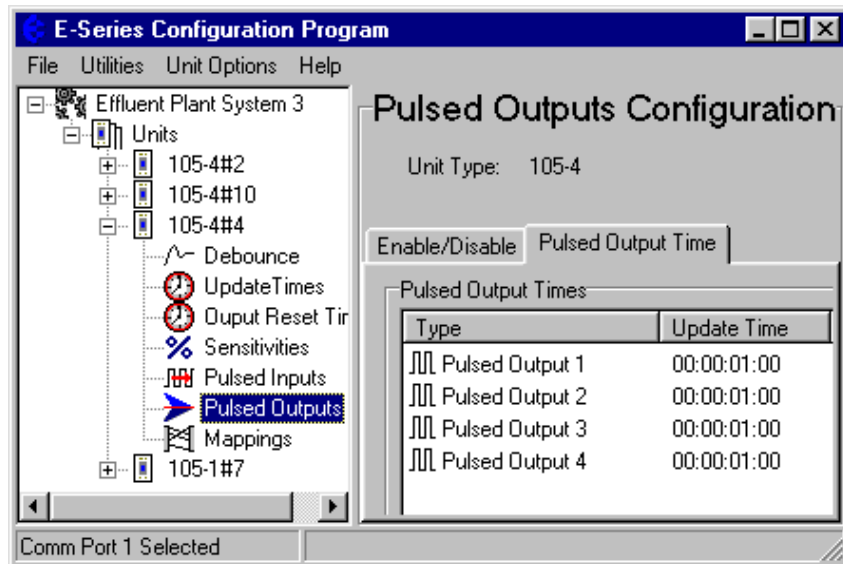 E-Series Configuration Program
File Utilities Unit Options Help
Effluent Plant System 3
Units
105-4#2
105-4#10
105-4#4
Debounce
UpdateTimes
Ouput Reset Tir
Sensitivities
Pulsed Inputs
Pulsed Outputs
Mappings
105-1#7
Pulsed Outputs Configuration
Unit Type: 105-4
Enable/Disable Pulsed Output Time
Pulsed Output Times
Type Update Time
Pulsed Output 1 00:00:01:00
Pulsed Output 2 00:00:01:00
Pulsed Output 3 00:00:01:00
Pulsed Output 4 00:00:01:00
Comm Port 1 Selected